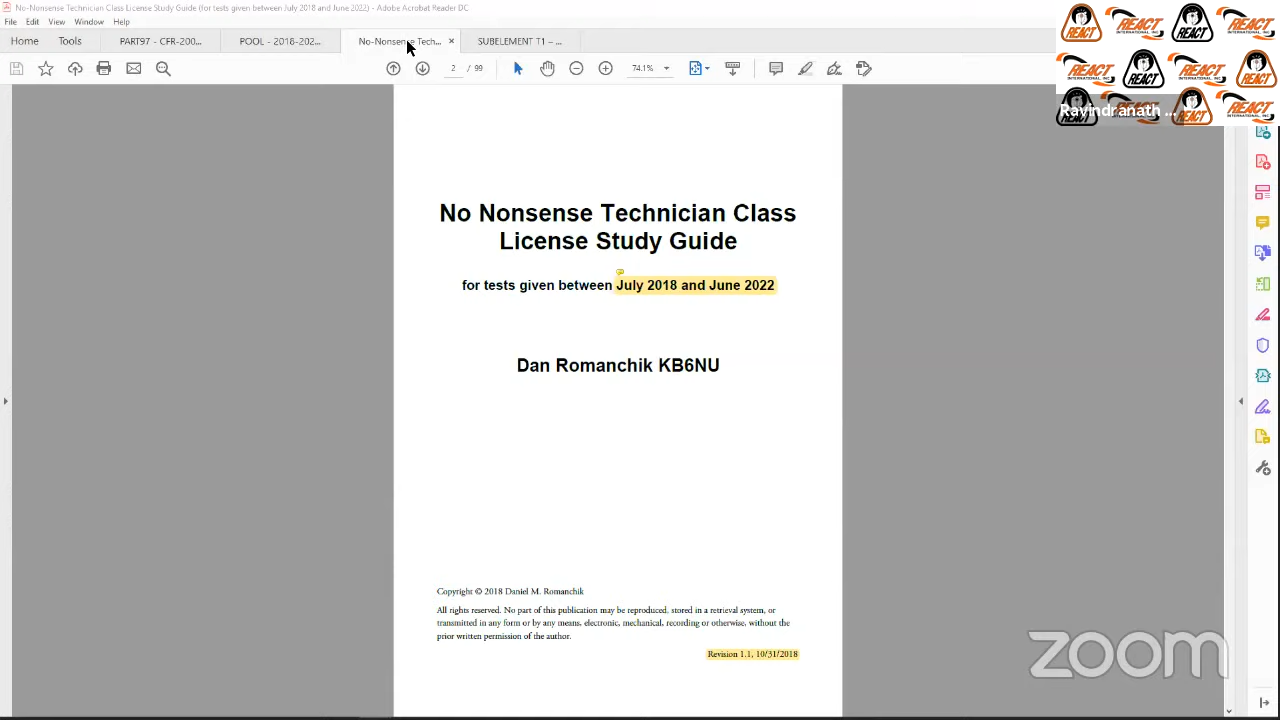 No-Nonsense Technician Class License Study Guide (for tests given between July 2018 and June 2022) - Adobe Acrobat Reader DC
File Edit View Window Help
Home Tools PART97 - CFR-200... POOL - 2018-202... No-Nonsense Tech... ELEMENT
2 74.1%
REACT INTERNATIONAL, INC.
Ravindranath ...
No Nonsense Technician Class
License Study Guide
for tests given between July 2018 and June 2022
Dan Romanchik KB6NU
Copyright © 2018 Daniel M. Romanchik
All rights reserved. No part of this publication may be reproduced, stored in a retrieval system, or
transmitted in any form or by any means, electronic, mechanical, recording or otherwise, without the
prior written permission of the author.
Revision 1.1, 10/31/2018
zoom